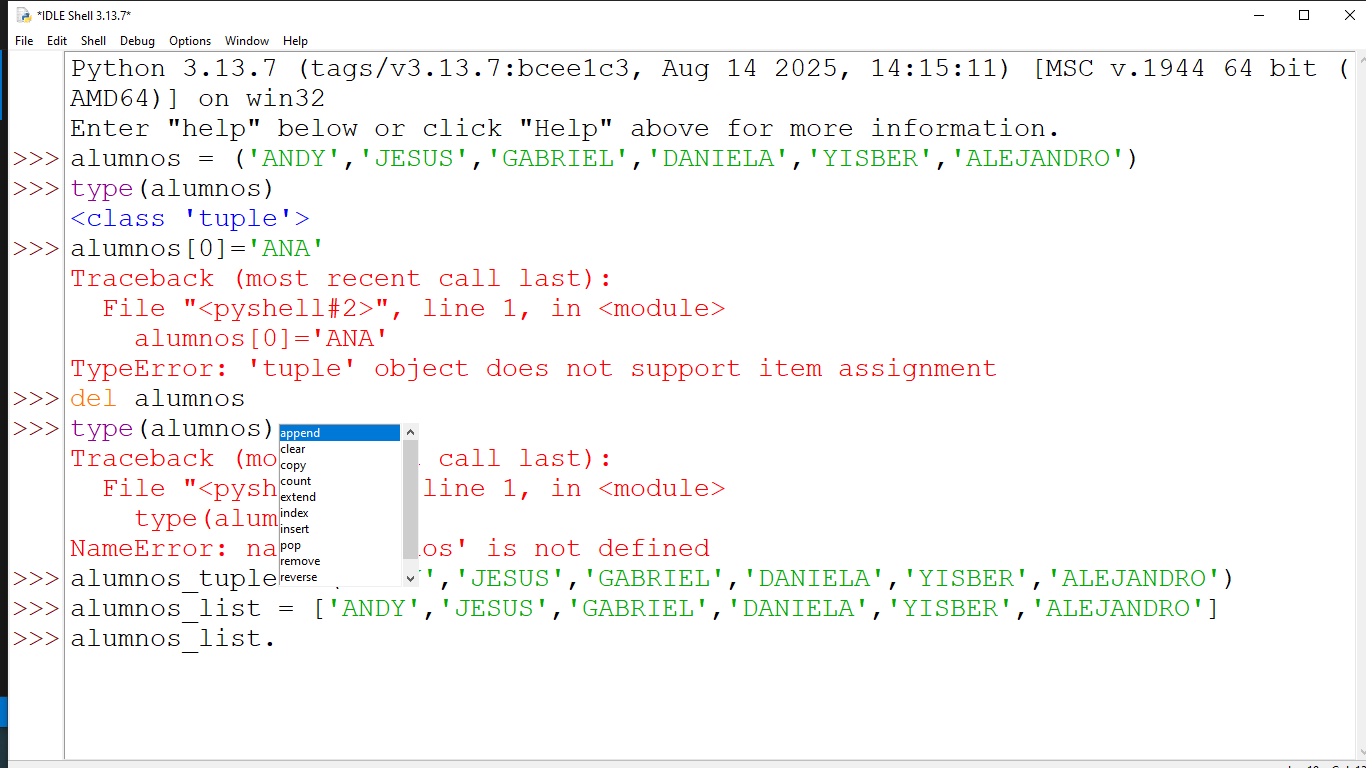 *IDLE Shell 3.13.7*
File Edit Shell Debug Options Window Help
Python 3.13.7 (tags/v3.13.7:bcee1c3, Aug 14 2025, 14:15:11) [MSC v.1944 64 bit (
AMD64)] on win32
Enter "help" below or click "Help" above for more information.
>>> alumnos = ('ANDY','JESUS','GABRIEL','DANIELA','YISBER','ALEJANDRO')
>>> type(alumnos)
<class 'tuple'>
>>> alumnos[0]='ANA'
Traceback (most recent call last):
File "<pyshell#2>", line 1, in <module>
alumnos[0]='ANA'
TypeError: 'tuple' object does not support item assignment
>>> del alumnos
>>> type(alumnos)
Traceback (mo call last):
File "<pysh line 1, in <module>
type(alum
NameError: na os' is not defined
>>> alumnos_tuple ','JESUS','GABRIEL','DANIELA','YISBER','ALEJANDRO')
>>> alumnos_list = ['ANDY','JESUS','GABRIEL','DANIELA','YISBER','ALEJANDRO']
>>> alumnos_list.
append
clear
copy
count
extend
index
insert
pop
remove
reverse